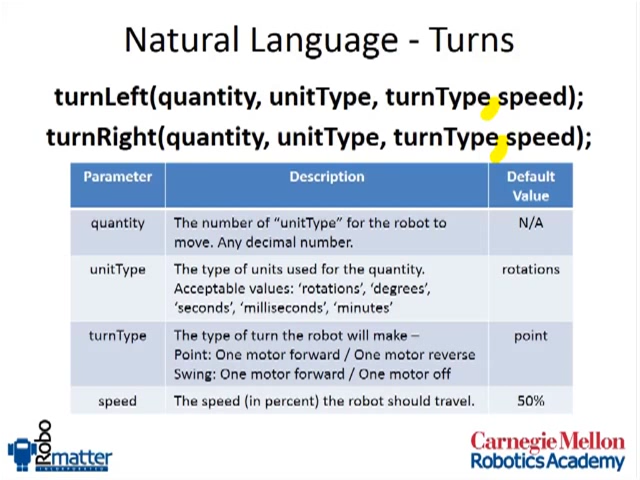 Natural Language - Turns
turnLeft(quantity, unitType, turnType, speed);
turnRight(quantity, unitType, turnType, speed);
Parameter Description Default
Value
quantity The number of “unitType” for the robot to N/A
move. Any decimal number.
unitType The type of units used for the quantity. rotations
Acceptable values: ‘rotations’, ‘degrees’,
‘seconds’, ‘milliseconds’, ‘minutes’
turnType The type of turn the robot will make – point
Point: One motor forward / One motor reverse
Swing: One motor forward / One motor off
speed The speed (in percent) the robot should travel. 50%
Robo
matter
INCORPORATED
Carnegie Mellon
Robotics Academy